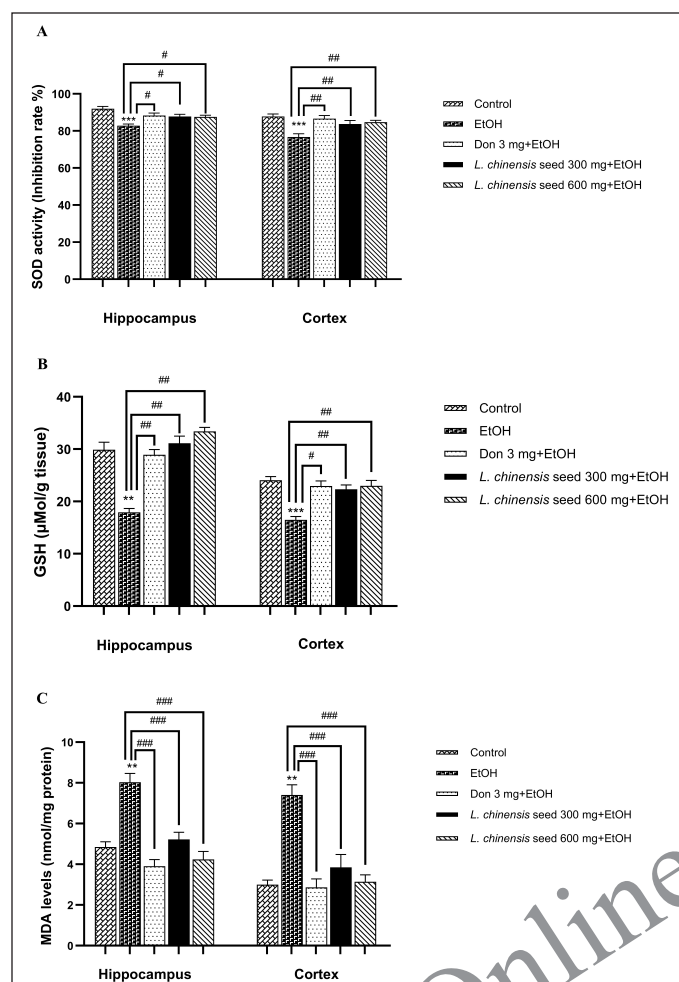 A
SOD activity (Inhibition rate %)
100
80
60
40
20
0
***
#
#
#
***
##
##
##
Hippocampus
Cortex
Control
EtOH
Don 3 mg+EtOH
L. chinensis seed 300 mg+EtOH
L. chinensis seed 600 mg+EtOH
B
GSH (µMol/g tissue)
40
30
20
10
0
**
##
##
##
***
#
##
##
Hippocampus
Cortex
Control
EtOH
Don 3 mg+EtOH
L. chinensis seed 300 mg+EtOH
L. chinensis seed 600 mg+EtOH
C
MDA levels (nmol/mg protein)
10
8
6
4
2
0
**
###
###
###
**
###
###
###
Hippocampus
Cortex
Control
EtOH
Don 3 mg+EtOH
L. chinensis seed 300 mg+EtOH
L. chinensis seed 600 mg+EtOH
Online